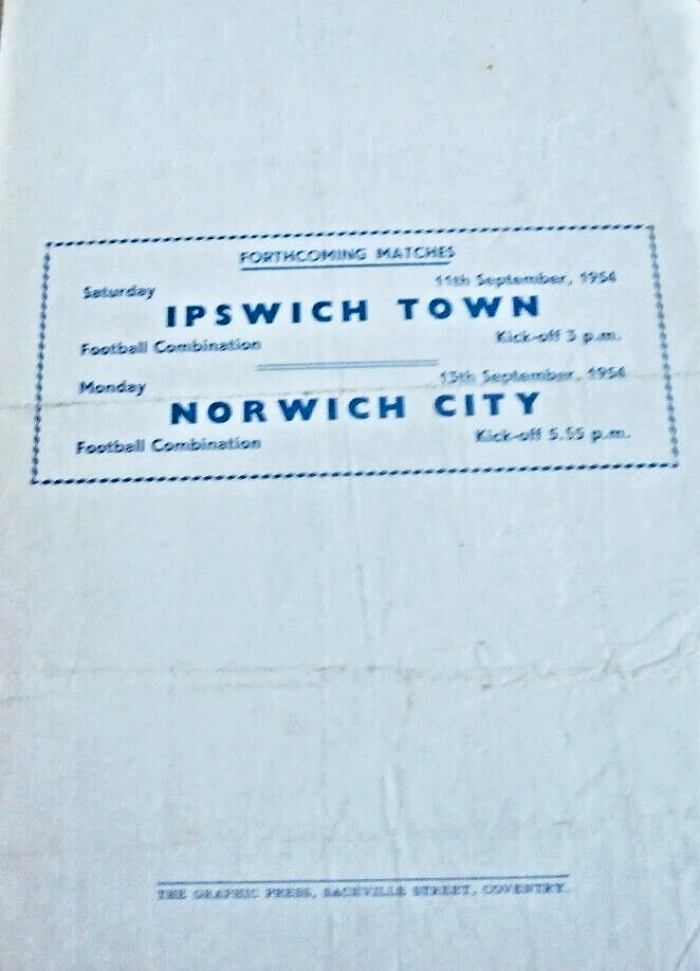 FORTHCOMING MATCHES
Saturday 11th September, 1954
IPSWICH TOWN
Football Combination Kick-off 3 p.m.
Monday 13th September, 1954
NORWICH CITY
Football Combination Kick-off 5.55 p.m.
THE GRAPHIC PRESS, SACKVILLE STREET, COVENTRY.